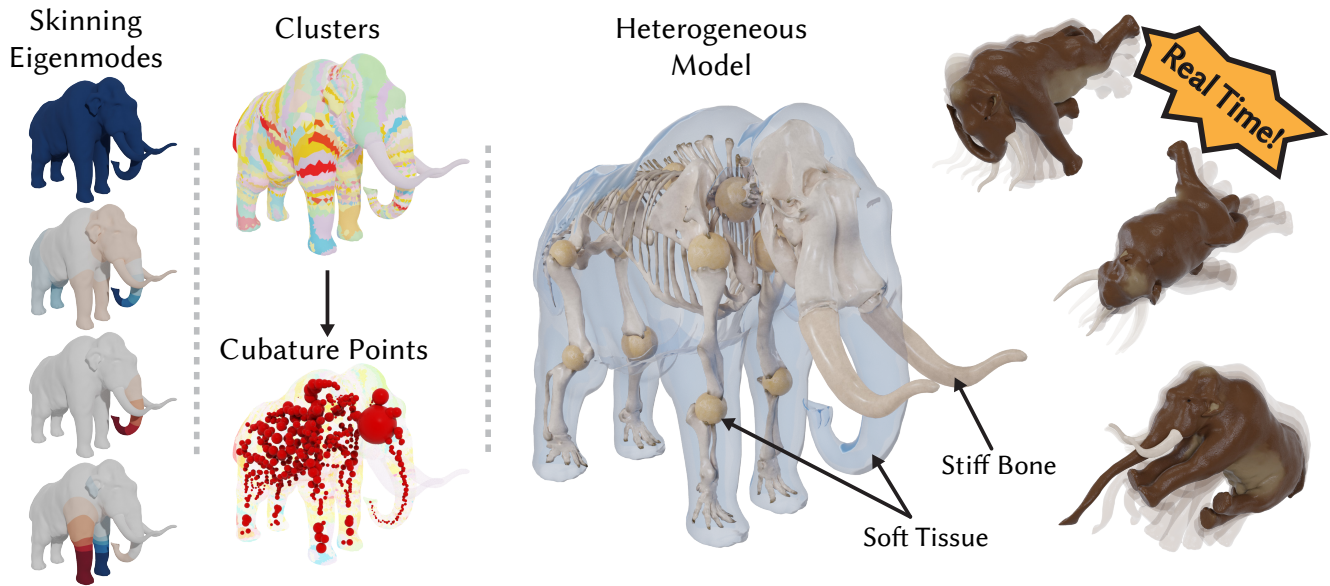 Skinning
Eigenmodes
Clusters
Cubature Points
Heterogeneous
Model
Stiff Bone
Soft Tissue
Real Time!